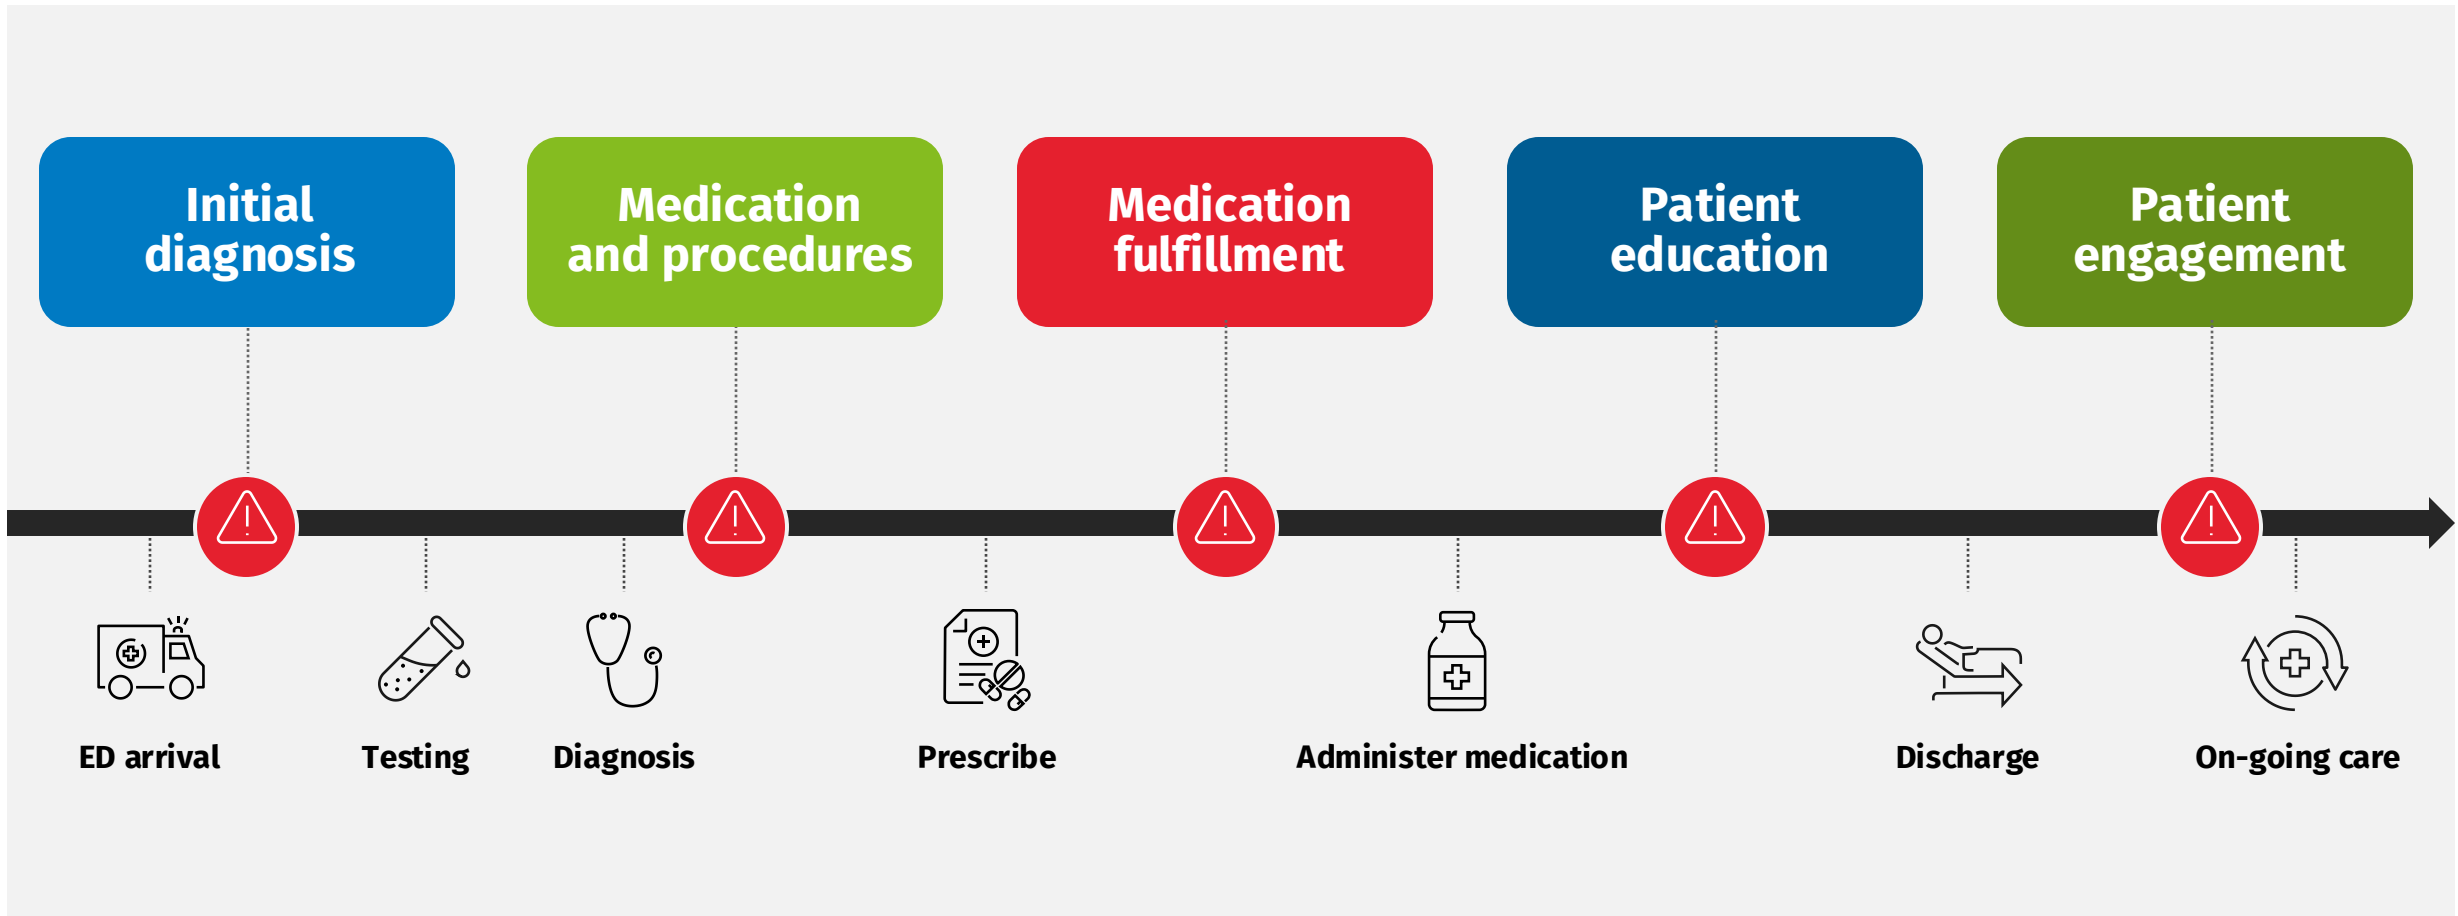 Initial
diagnosis
Medication
and procedures
Medication
fulfillment
Patient
education
Patient
engagement
ED arrival
Testing
Diagnosis
Prescribe
Administer medication
Discharge
On-going care